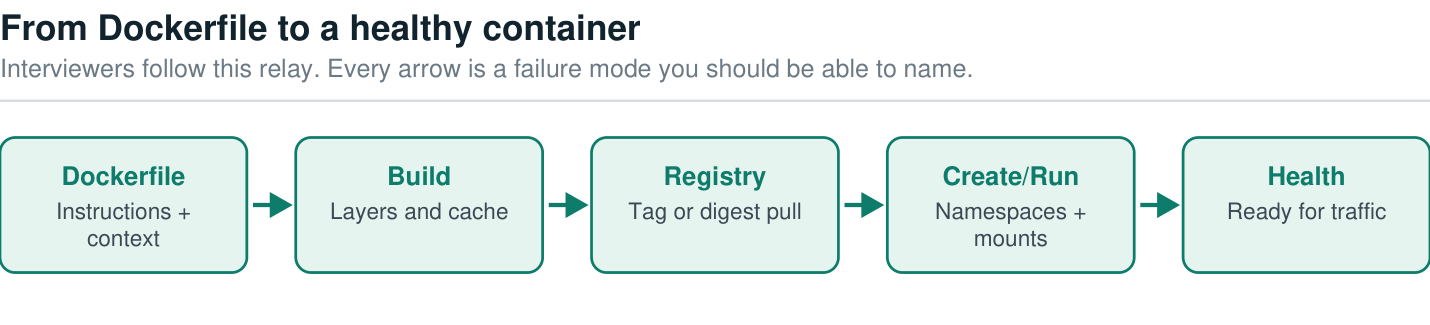 From Dockerfile to a healthy container
Interviewers follow this relay. Every arrow is a failure mode you should be able to name.
Dockerfile
Instructions +
context
Build
Layers and cache
Registry
Tag or digest pull
Create/Run
Namespaces +
mounts
Health
Ready for traffic